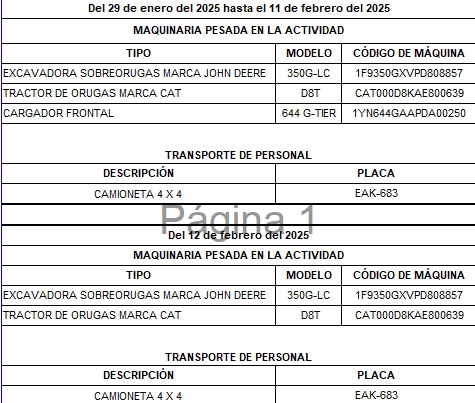 Del 29 de enero del 2025 hasta el 11 de febrero del 2025
MAQUINARIA PESADA EN LA ACTIVIDAD
TIPO MODELO CÓDIGO DE MÁQUINA
EXCAVADORA SOBREORUGAS MARCA JOHN DEERE 350G-LC 1F9350GXVPD808857
TRACTOR DE ORUGAS MARCA CAT D8T CAT000D8KAE800639
CARGADOR FRONTAL 644 G-TIER 1YN644GAAPDA00250
TRANSPORTE DE PERSONAL
DESCRIPCIÓN PLACA
CAMIONETA 4 X 4 EAK-683
Página 1
Del 12 de febrero del 2025
MAQUINARIA PESADA EN LA ACTIVIDAD
TIPO MODELO CÓDIGO DE MÁQUINA
EXCAVADORA SOBREORUGAS MARCA JOHN DEERE 350G-LC 1F9350GXVPD808857
TRACTOR DE ORUGAS MARCA CAT D8T CAT000D8KAE800639
TRANSPORTE DE PERSONAL
DESCRIPCIÓN PLACA
CAMIONETA 4 X 4 EAK-683